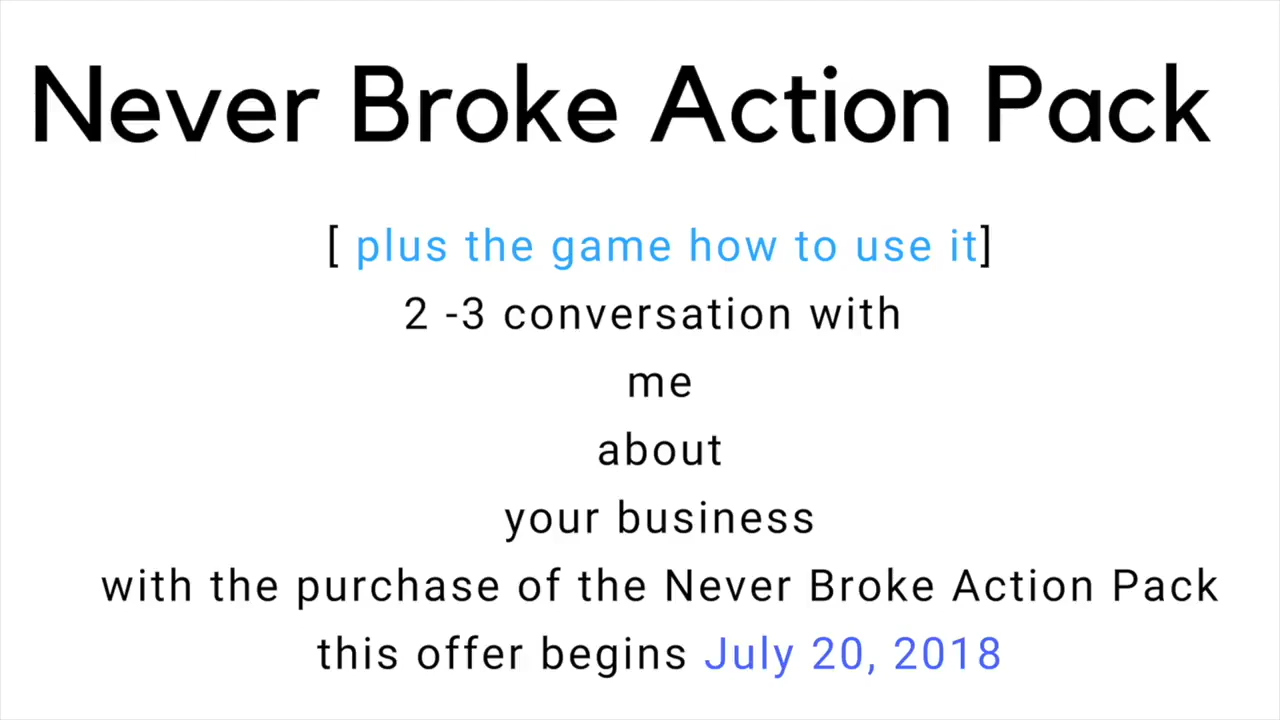 Never Broke Action Pack
[ plus the game how to use it]
2 -3 conversation with
me
about
your business
with the purchase of the Never Broke Action Pack
this offer begins July 20, 2018